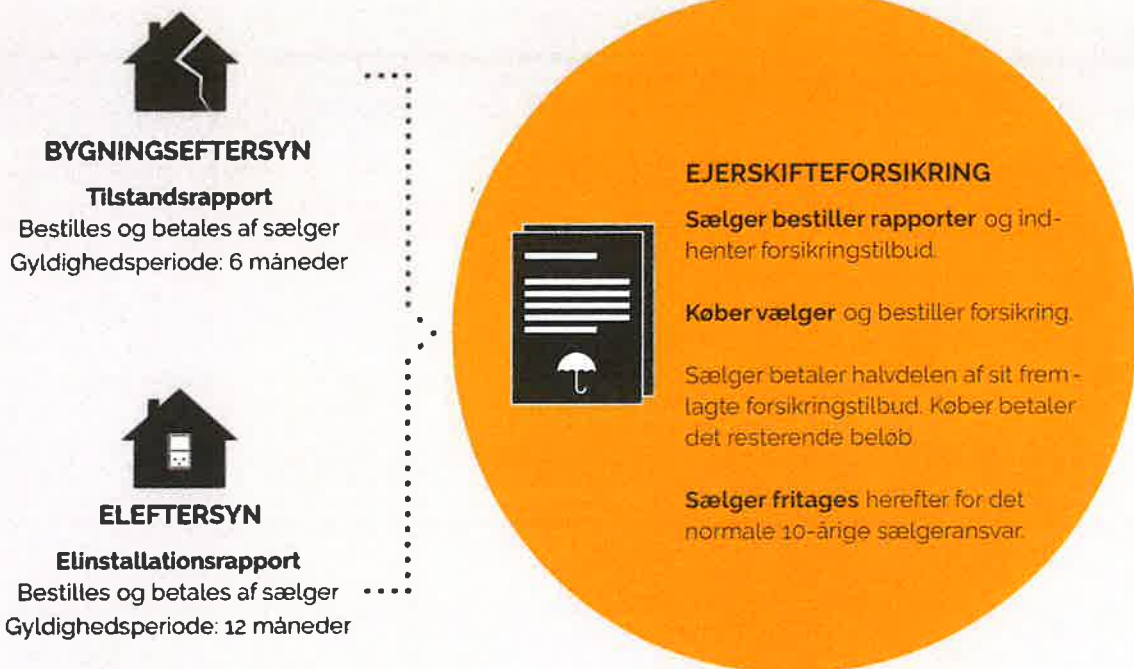 BYGNINGSEFTERSYN
Tilstandsrapport
Bestilles og betales af sælger
Gyldighedsperiode: 6 måneder
ELEFTERSYN
Elinstallationsrapport
Bestilles og betales af sælger
Gyldighedsperiode: 12 måneder
EJERSKIFTEFORSIKRING
Sælger bestiller rapporter og ind-
henter forsikringstilbud.
Køber vælger og bestiller forsikring.
Sælger betaler halvdelen af sit frem-
lagte forsikringstilbud. Køber betaler
det resterende beløb
Sælger fritages herefter for det
normale 10-årige sælgeransvar.